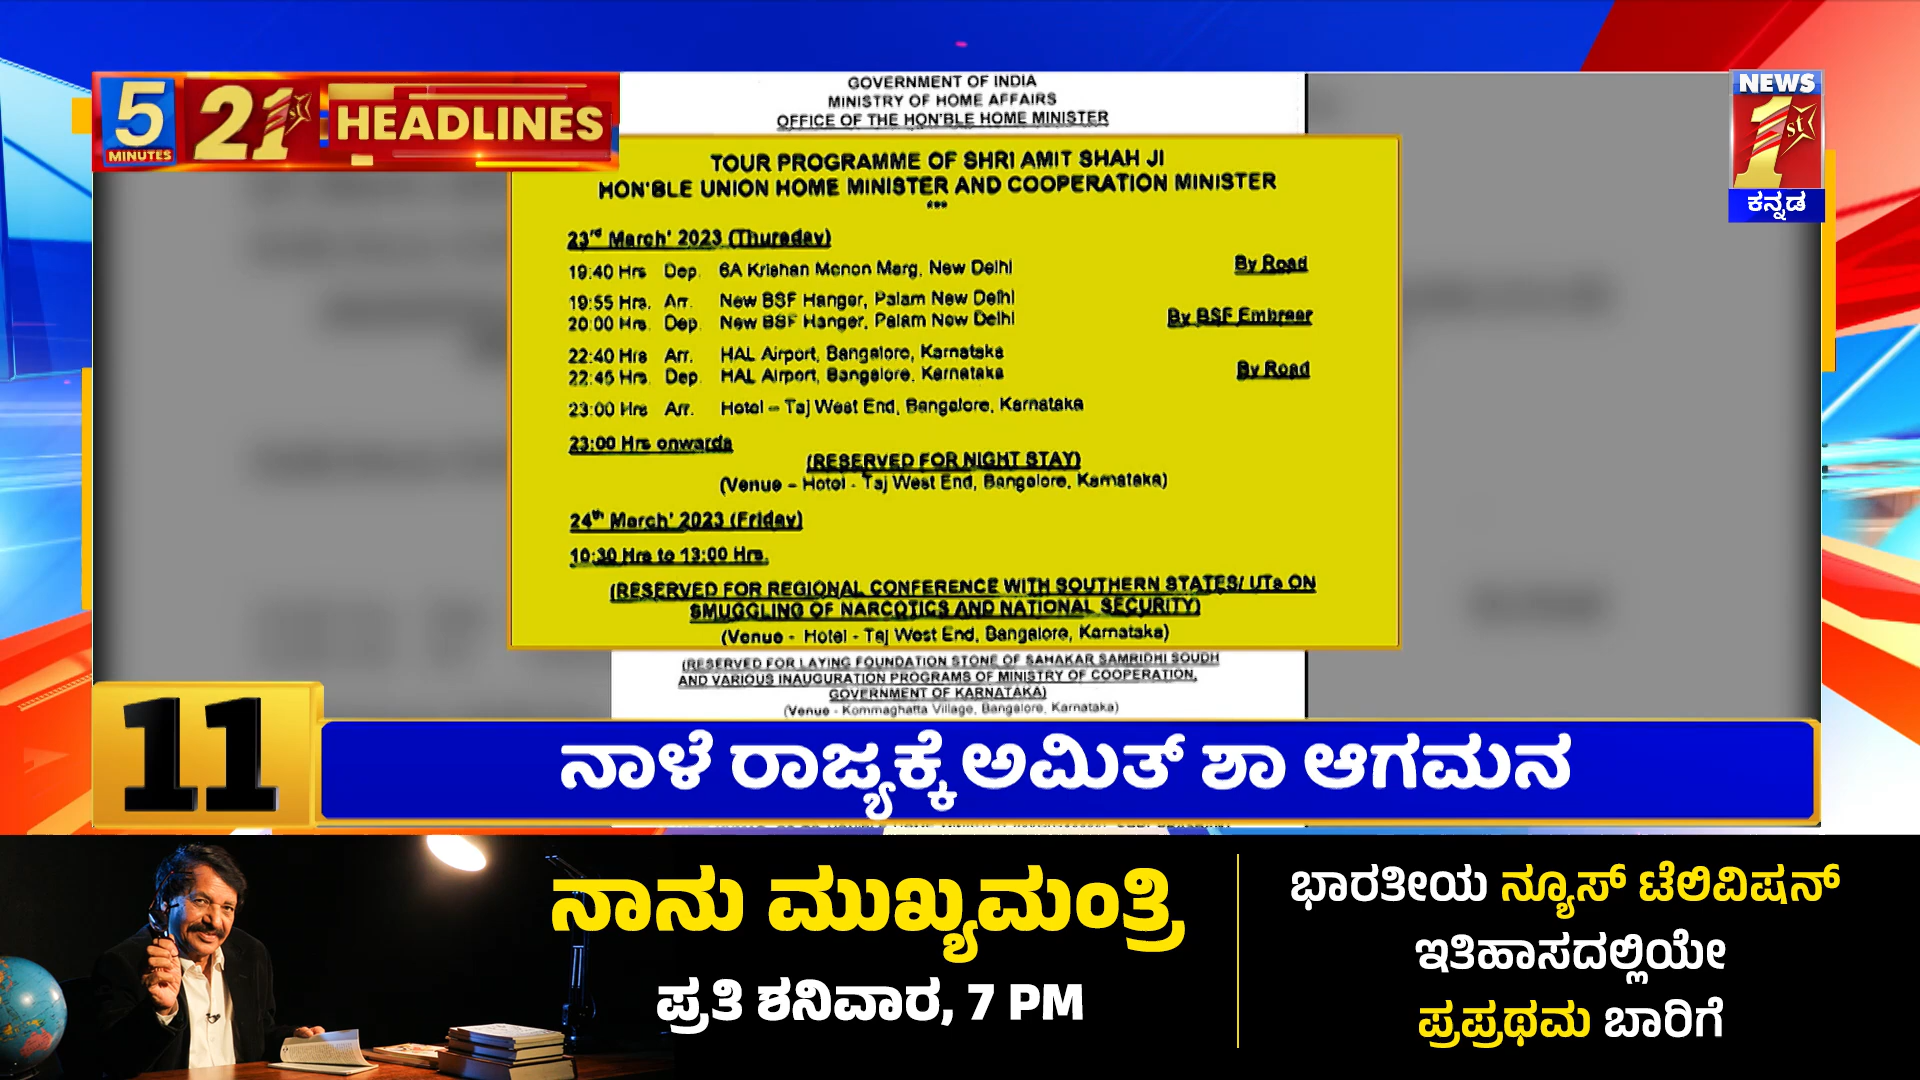 5 MINUTES
21st HEADLINES
NEWS
1st
ಕನ್ನಡ
GOVERNMENT OF INDIA
MINISTRY OF HOME AFFAIRS
OFFICE OF THE HON'BLE HOME MINISTER
TOUR PROGRAMME OF SHRI AMIT SHAH JI
HON'BLE UNION HOME MINISTER AND COOPERATION MINISTER
***
23rd March' 2023 (Thursday)
19:40 Hrs Dep. 6A Krishan Menon Marg, New Delhi By Road
19:55 Hrs. Arr. New BSF Hanger, Palam New Delhi
20:00 Hrs. Dep. New BSF Hanger, Palam New Delhi By BSF Embraer
22:40 Hrs Arr. HAL Airport, Bangalore, Karnataka
22:45 Hrs. Dep. HAL Airport, Bangalore, Karnataka By Road
23:00 Hrs Arr. Hotel – Taj West End, Bangalore, Karnataka
23:00 Hrs onwards
(RESERVED FOR NIGHT STAY)
(Venue – Hotel - Taj West End, Bangalore, Karnataka)
24th March' 2023 (Friday)
10:30 Hrs to 13:00 Hrs.
(RESERVED FOR REGIONAL CONFERENCE WITH SOUTHERN STATES/ UTs ON
SMUGGLING OF NARCOTICS AND NATIONAL SECURITY)
(Venue - Hotel - Taj West End, Bangalore, Karnataka)
(RESERVED FOR LAYING FOUNDATION STONE OF SAHAKAR SAMRIDHI SOUDH
AND VARIOUS INAUGURATION PROGRAMS OF MINISTRY OF COOPERATION,
GOVERNMENT OF KARNATAKA)
(Venue - Kommaghatta Village, Bangalore, Karnataka)
11
ನಾಳೆ ರಾಜ್ಯಕ್ಕೆ ಅಮಿತ್ ಶಾ ಆಗಮನ
ನಾನು ಮುಖ್ಯಮಂತ್ರಿ
ಪ್ರತಿ ಶನಿವಾರ, 7 PM
ಭಾರತೀಯ ನ್ಯೂಸ್ ಟೆಲಿವಿಷನ್
ಇತಿಹಾಸದಲ್ಲಿಯೇ
ಪ್ರಪ್ರಥಮ ಬಾರಿಗೆ